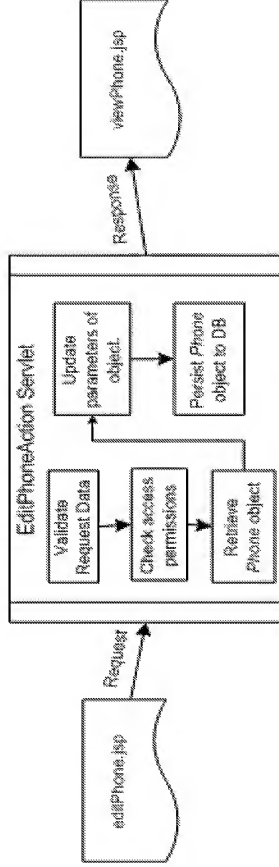 editPhone.jsp
Request
EditPhoneAction Servlet
Validate
Request Data
Check access
permissions
Retrieve
Phone object
Update
parameters of
object.
Persist Phone
object to DB
Response
viewPhone.jsp